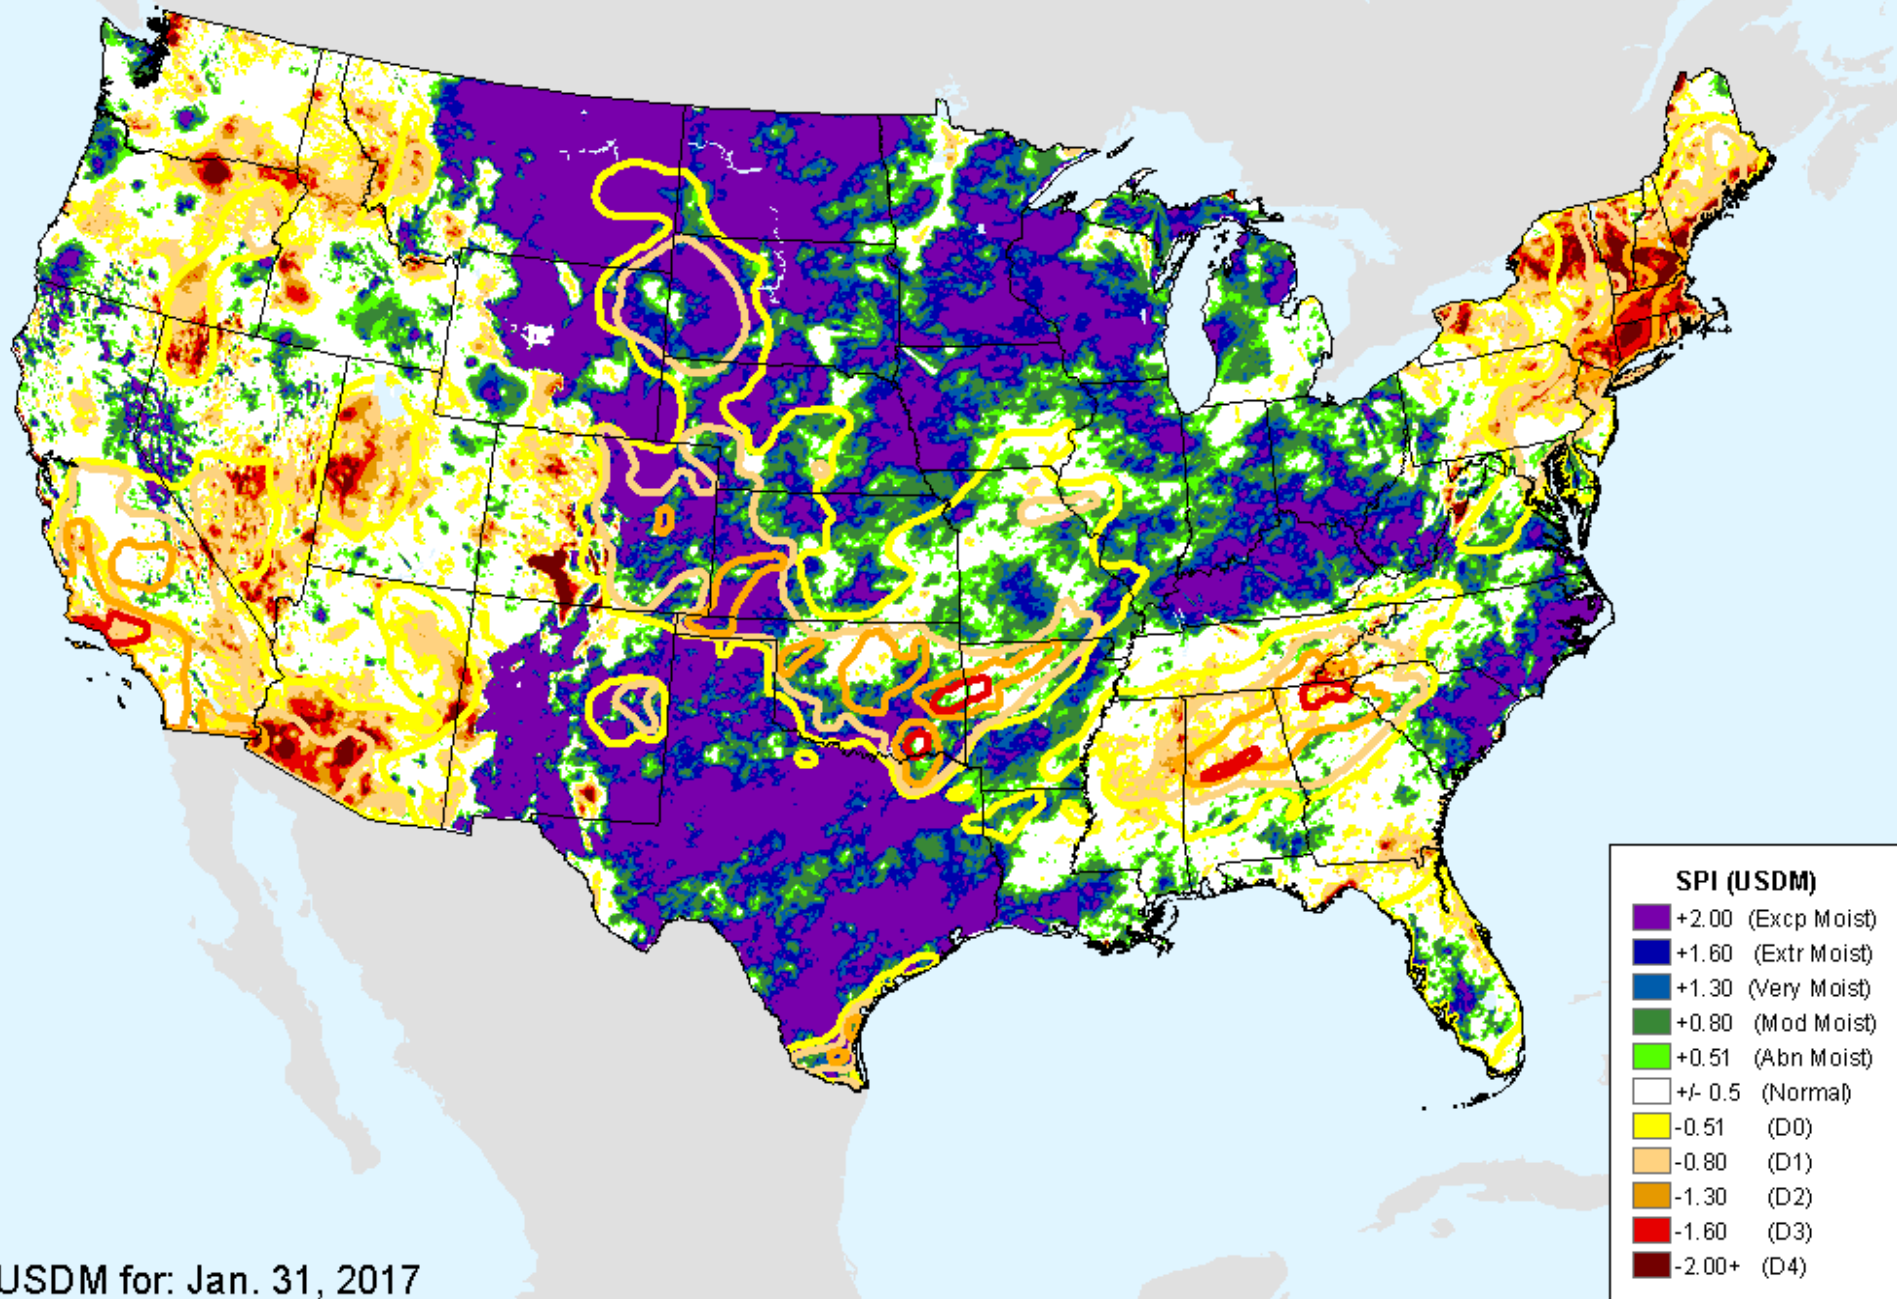 SPI (USDM)
+2.00 (Excp Moist)
+1.60 (Extr Moist)
+1.30 (Very Moist)
+0.80 (Mod Moist)
+0.51 (Abn Moist)
+/- 0.5 (Normal)
-0.51 (D0)
-0.80 (D1)
-1.30 (D2)
-1.60 (D3)
-2.00+ (D4)
USDM for: Jan. 31, 2017